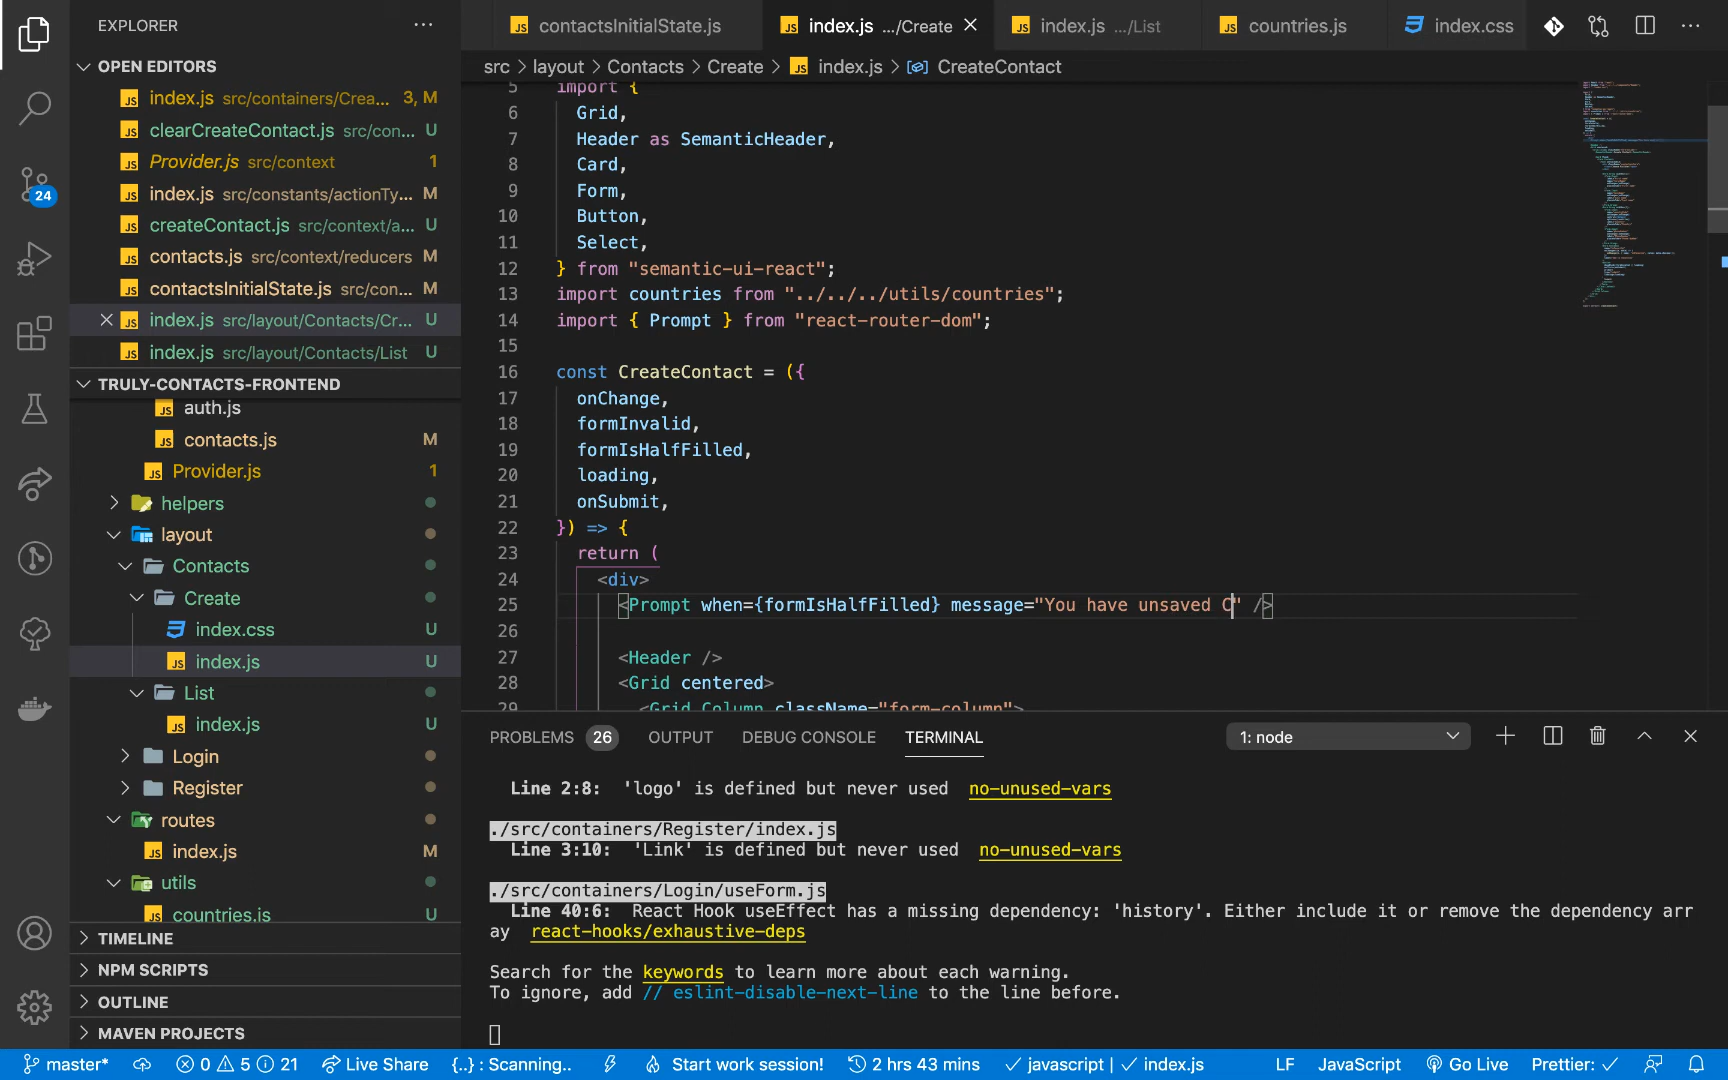 EXPLORER
...
OPEN EDITORS
index.js src/containers/Crea... 3, M
clearCreateContact.js src/con... U
Provider.js src/context 1
index.js src/constants/actionTy... M
createContact.js src/context/a... U
contacts.js src/context/reducers M
contactsInitialState.js src/con... M
index.js src/layout/Contacts/Cr... U
index.js src/layout/Contacts/List U
TRULY-CONTACTS-FRONTEND
auth.js
contacts.js M
Provider.js 1
helpers
layout
Contacts
Create
index.css U
index.js U
List
index.js U
Login
Register
routes
index.js M
utils
countries.js U
TIMELINE
NPM SCRIPTS
OUTLINE
MAVEN PROJECTS
24
contactsInitialState.js
index.js .../Create
index.js .../List
countries.js
index.css
src > layout > Contacts > Create > index.js > CreateContact
5 import {
6 Grid,
7 Header as SemanticHeader,
8 Card,
9 Form,
10 Button,
11 Select,
12 } from "semantic-ui-react";
13 import countries from "../../../utils/countries";
14 import { Prompt } from "react-router-dom";
15
16 const CreateContact = ({
17 onChange,
18 formInvalid,
19 formIsHalfFilled,
20 loading,
21 onSubmit,
22 }) => {
23 return (
24 <div>
25 <Prompt when={formIsHalfFilled} message="You have unsaved C" />
26
27 <Header />
28 <Grid centered>
29 <Grid.Column className="form-column">
PROBLEMS 26 OUTPUT DEBUG CONSOLE TERMINAL 1: node
Line 2:8: 'logo' is defined but never used no-unused-vars
./src/containers/Register/index.js
Line 3:10: 'Link' is defined but never used no-unused-vars
./src/containers/Login/useForm.js
Line 40:6: React Hook useEffect has a missing dependency: 'history'. Either include it or remove the dependency arr
ay react-hooks/exhaustive-deps
Search for the keywords to learn more about each warning.
To ignore, add // eslint-disable-next-line to the line before.
master* 0 5 21 Live Share {..} : Scanning.. Start work session! 2 hrs 43 mins javascript | index.js LF JavaScript Go Live Prettier: